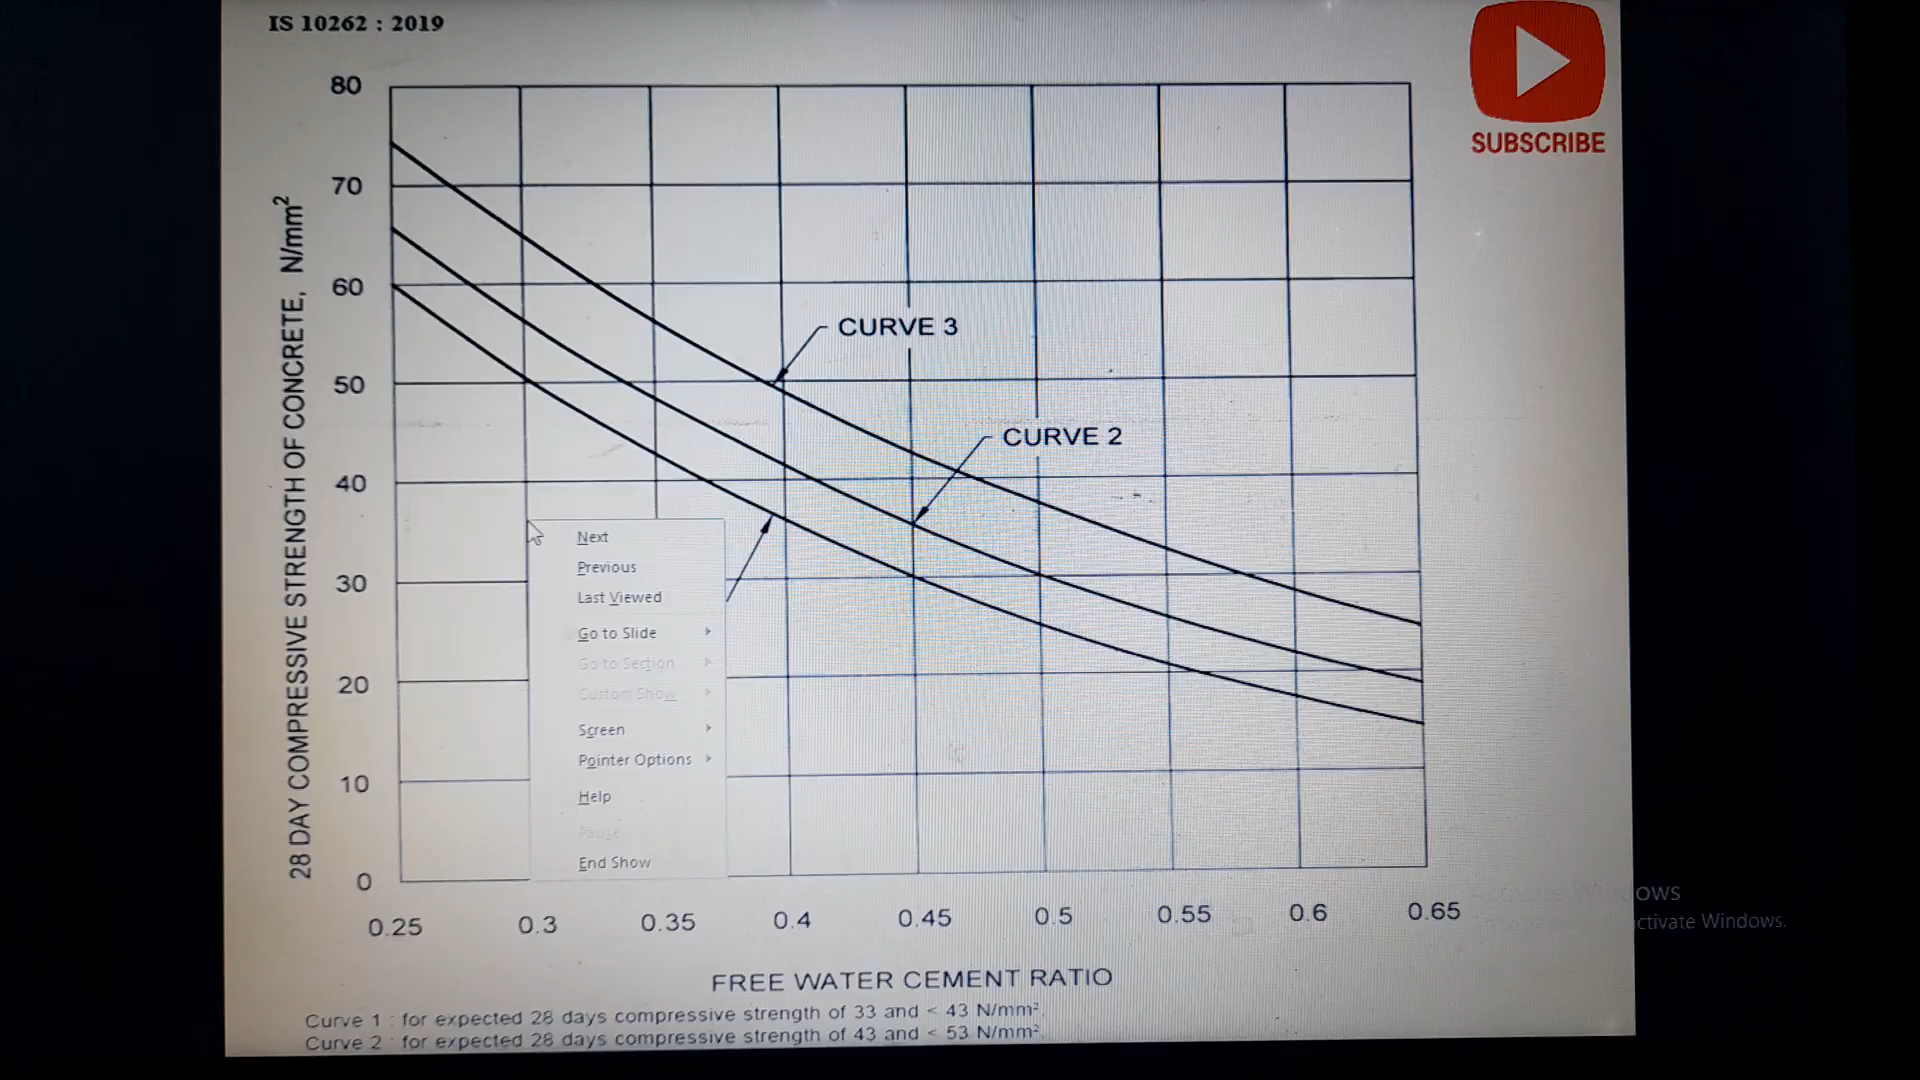 IS 10262 : 2019
SUBSCRIBE
80
70
60
50
40
30
20
10
0
28 DAY COMPRESSIVE STRENGTH OF CONCRETE, N/mm²
CURVE 3
CURVE 2
Next
Previous
Last Viewed
Go to Slide
Go to Section
Custom Show
Screen
Pointer Options
Help
Pause
End Show
0.25 0.3 0.35 0.4 0.45 0.5 0.55 0.6 0.65
FREE WATER CEMENT RATIO
Curve 1 : for expected 28 days compressive strength of 33 and < 43 N/mm².
Curve 2 : for expected 28 days compressive strength of 43 and < 53 N/mm².
Windows
ctivate Windows.